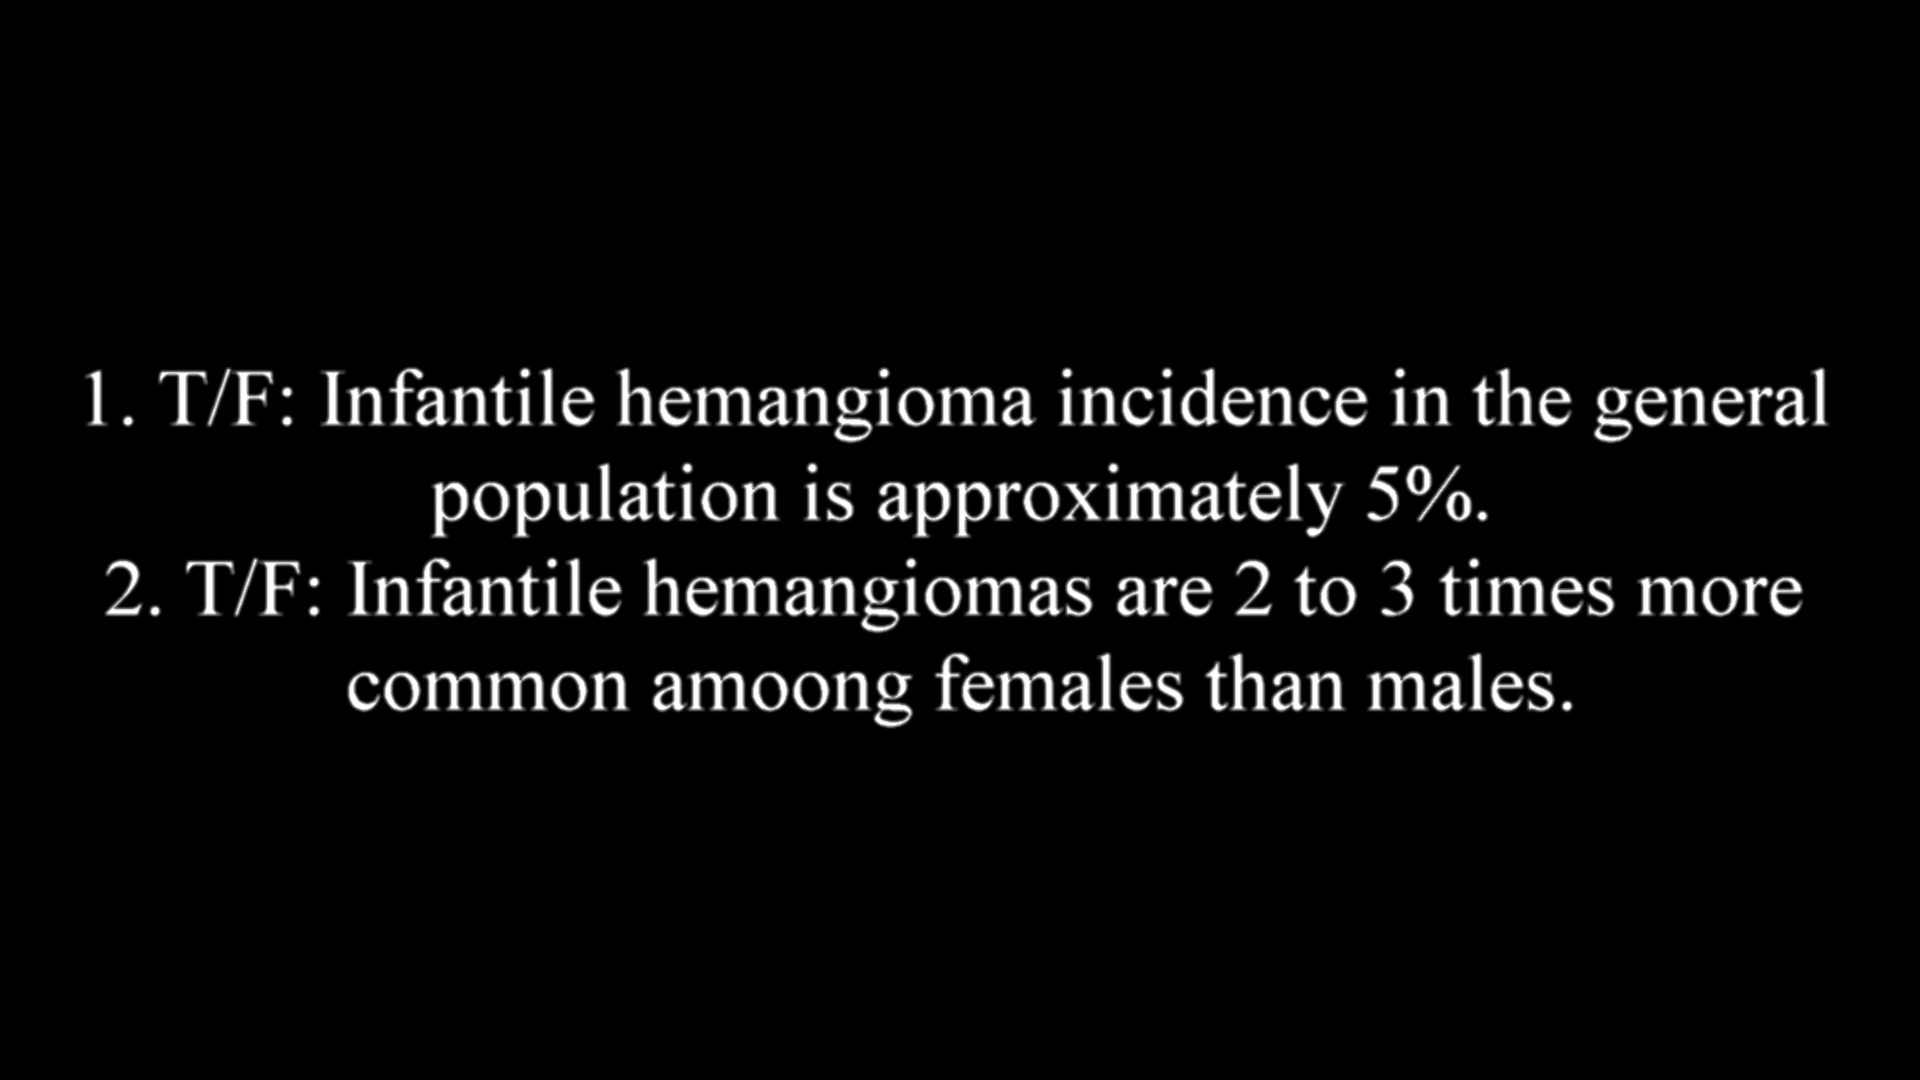 1. T/F: Infantile hemangioma incidence in the general
population is approximately 5%.
2. T/F: Infantile hemangiomas are 2 to 3 times more
common amoong females than males.